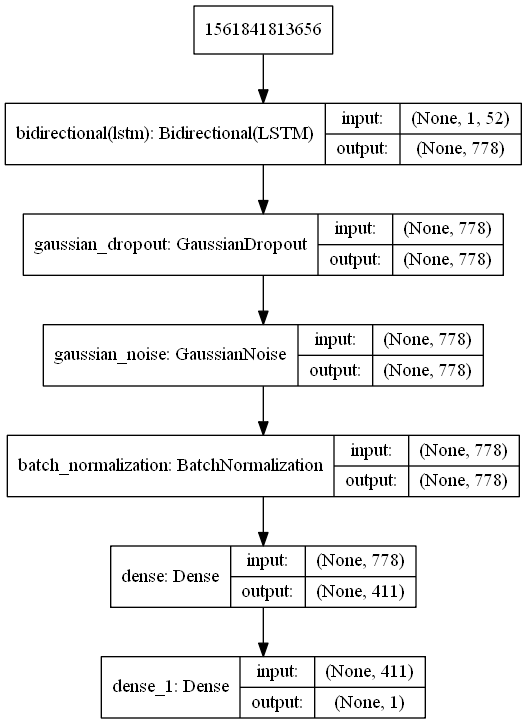 1561841813656
bidirectional(lstm): Bidirectional(LSTM)
input:
(None, 1, 52)
output:
(None, 778)
gaussian_dropout: GaussianDropout
input:
(None, 778)
output:
(None, 778)
gaussian_noise: GaussianNoise
input:
(None, 778)
output:
(None, 778)
batch_normalization: BatchNormalization
input:
(None, 778)
output:
(None, 778)
dense: Dense
input:
(None, 778)
output:
(None, 411)
dense_1: Dense
input:
(None, 411)
output:
(None, 1)